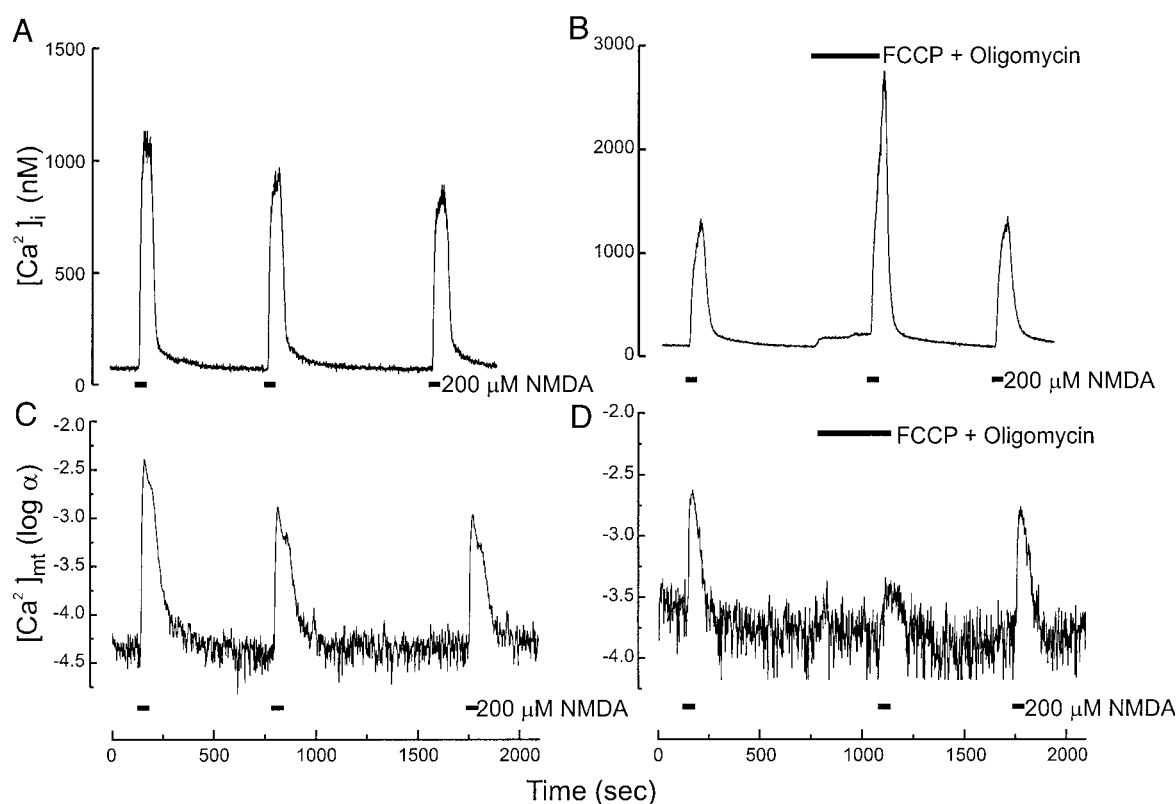 A
1500
1000
500
0
[Ca²]i (nM)
200 µM NMDA
B
3000
2000
1000
0
FCCP + Oligomycin
200 µM NMDA
C
-2.0
-2.5
-3.0
-3.5
-4.0
-4.5
[Ca²]mt (log α)
200 µM NMDA
0
500
1000
1500
2000
D
-2.0
-2.5
-3.0
-3.5
-4.0
FCCP + Oligomycin
200 µM NMDA
0
500
1000
1500
2000
Time (sec)